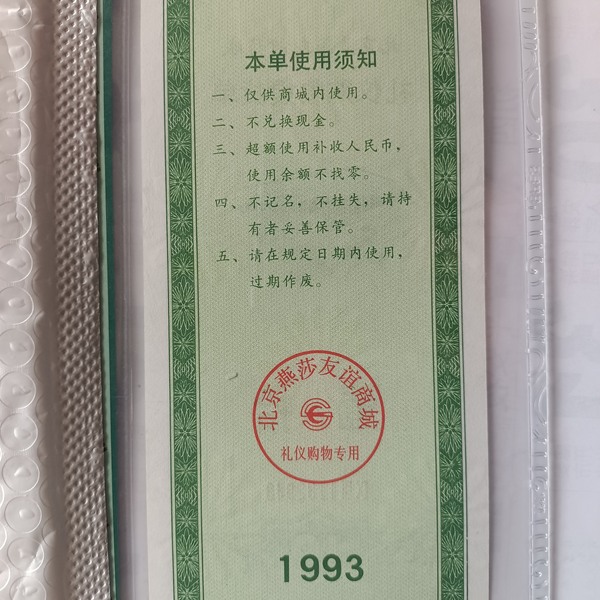 本单使用须知
一、仅供商城内使用。
二、不兑换现金。
三、超额使用补收人民币，
使用余额不找零。
四、不记名，不挂失，请持
有者妥善保管。
五、请在规定日期内使用，
过期作废。
北京燕莎友谊商城
礼仪购物专用
1993